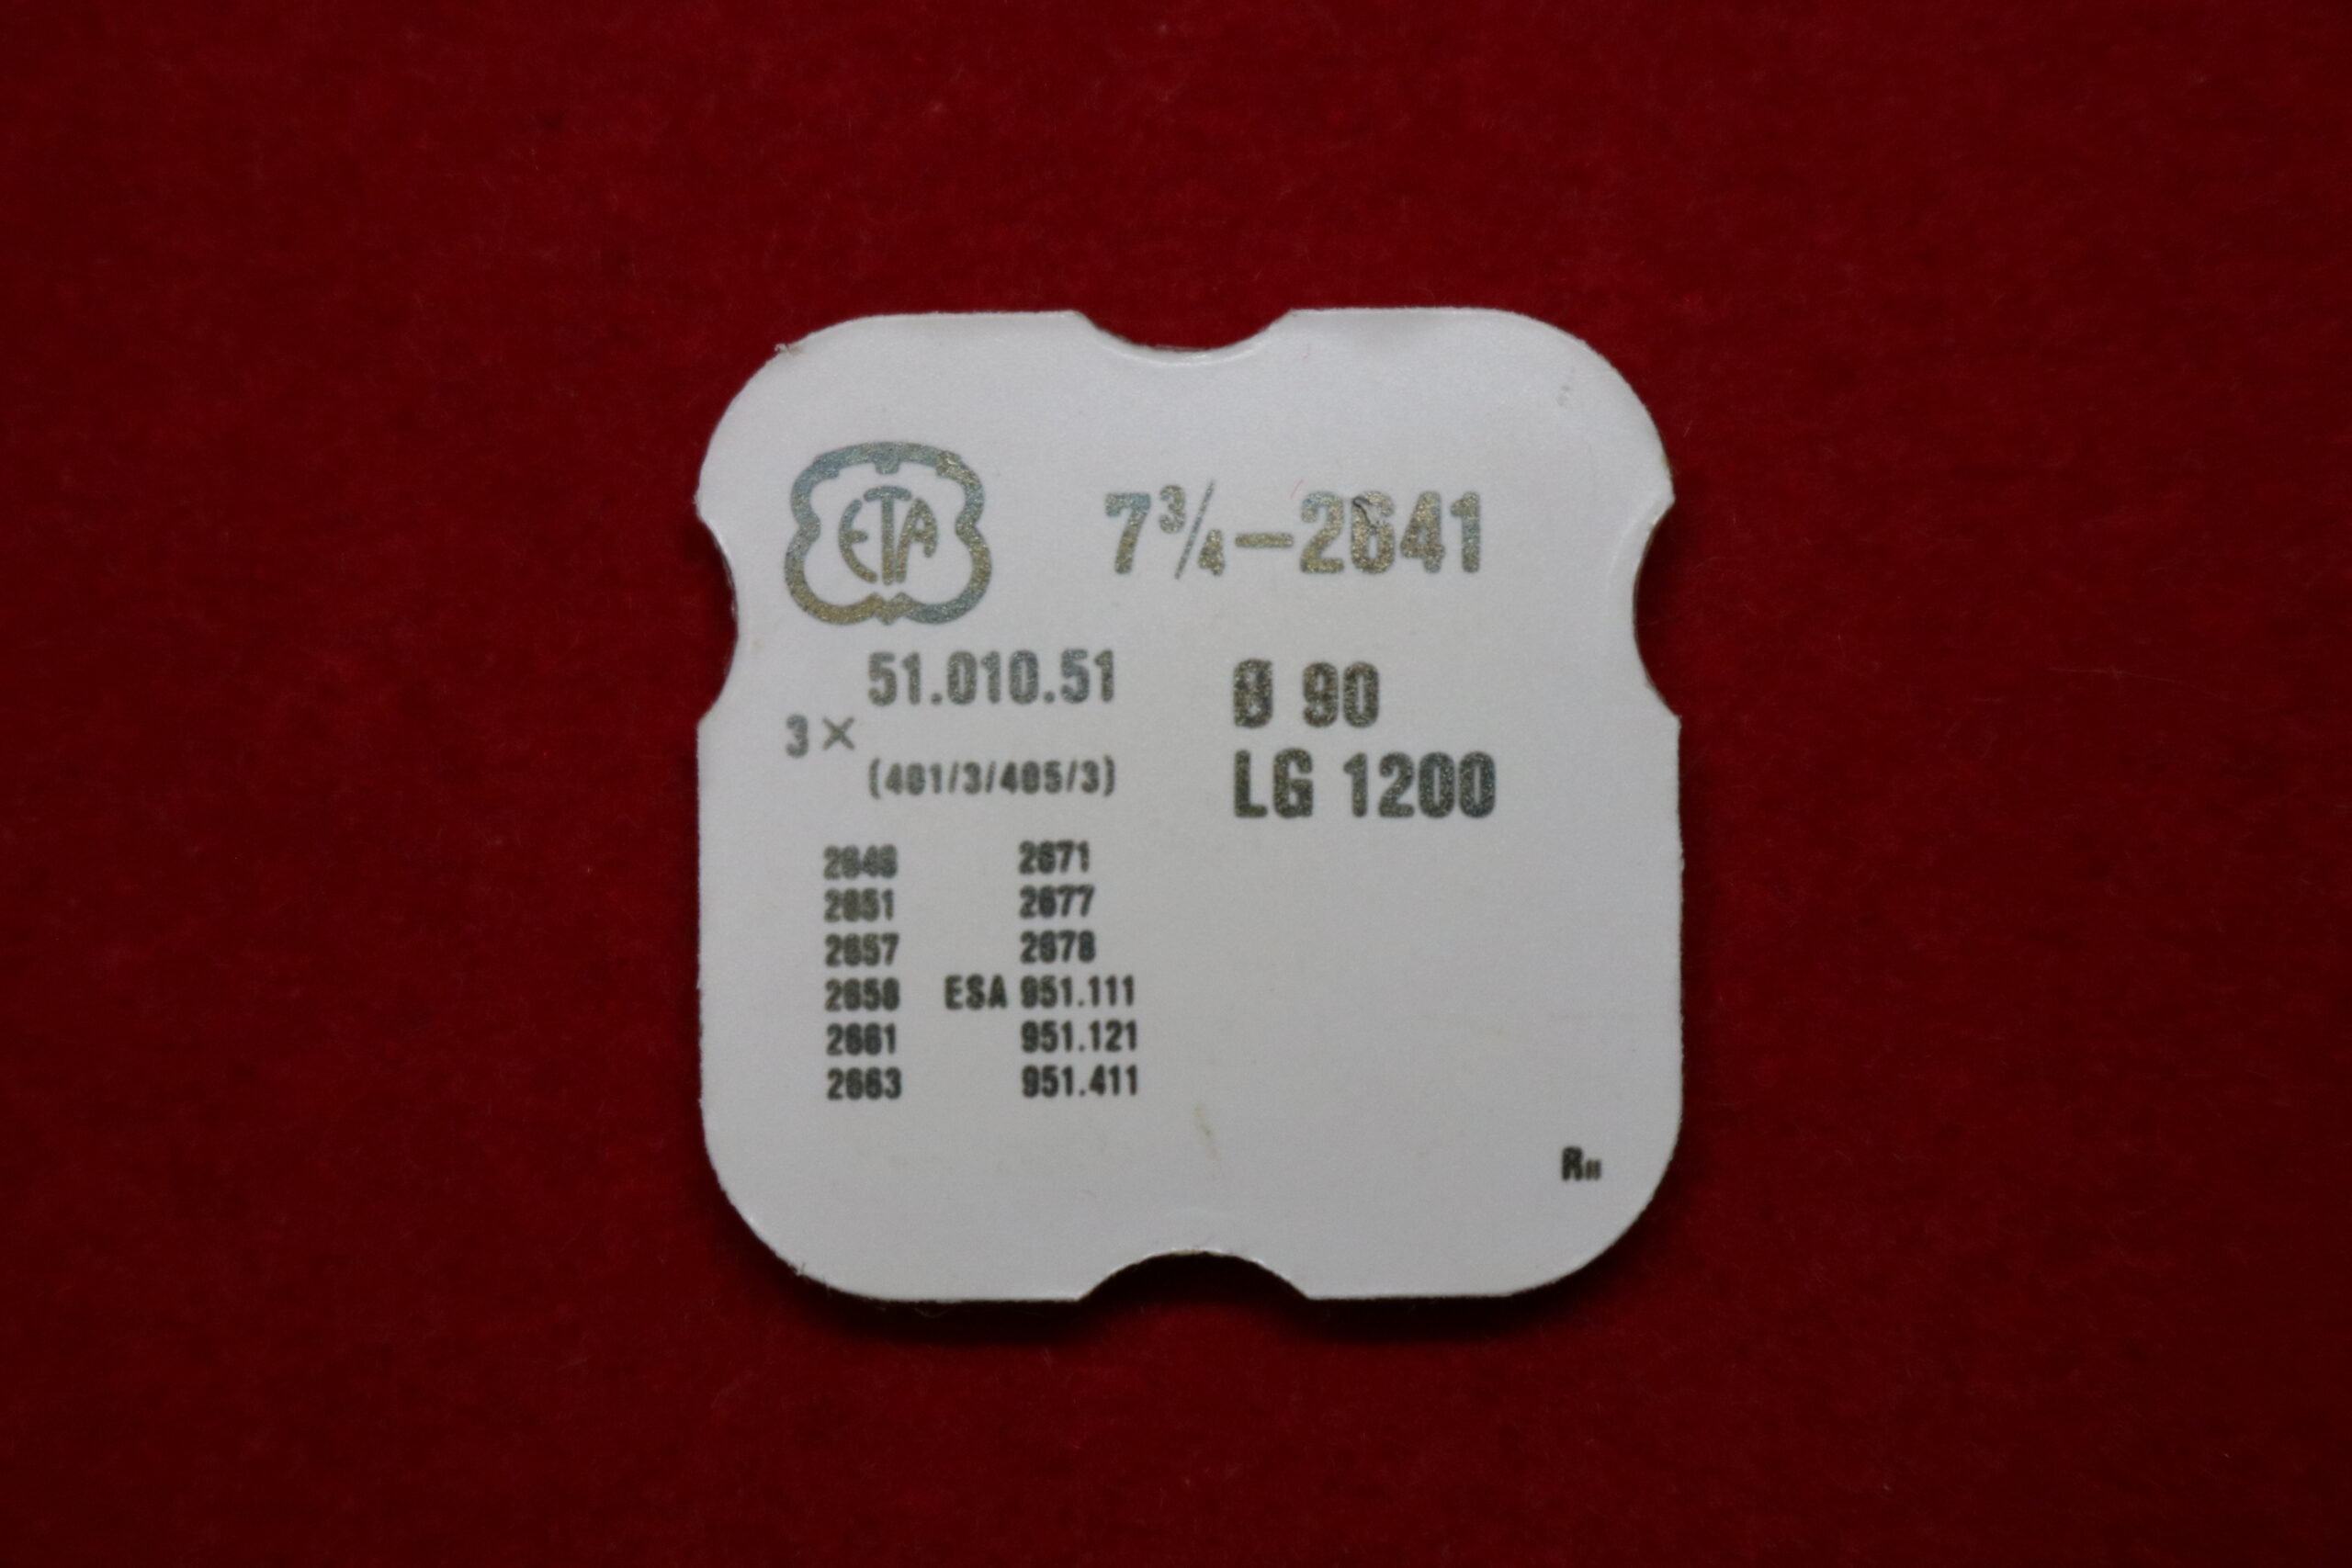 ETA 7¾–2641
51.010.51 Ø 90
3 ×
(401/3/405/3) LG 1200
2671
2651 2677
2657 2678
2658 ESA 951.111
2661 951.121
2663 951.411